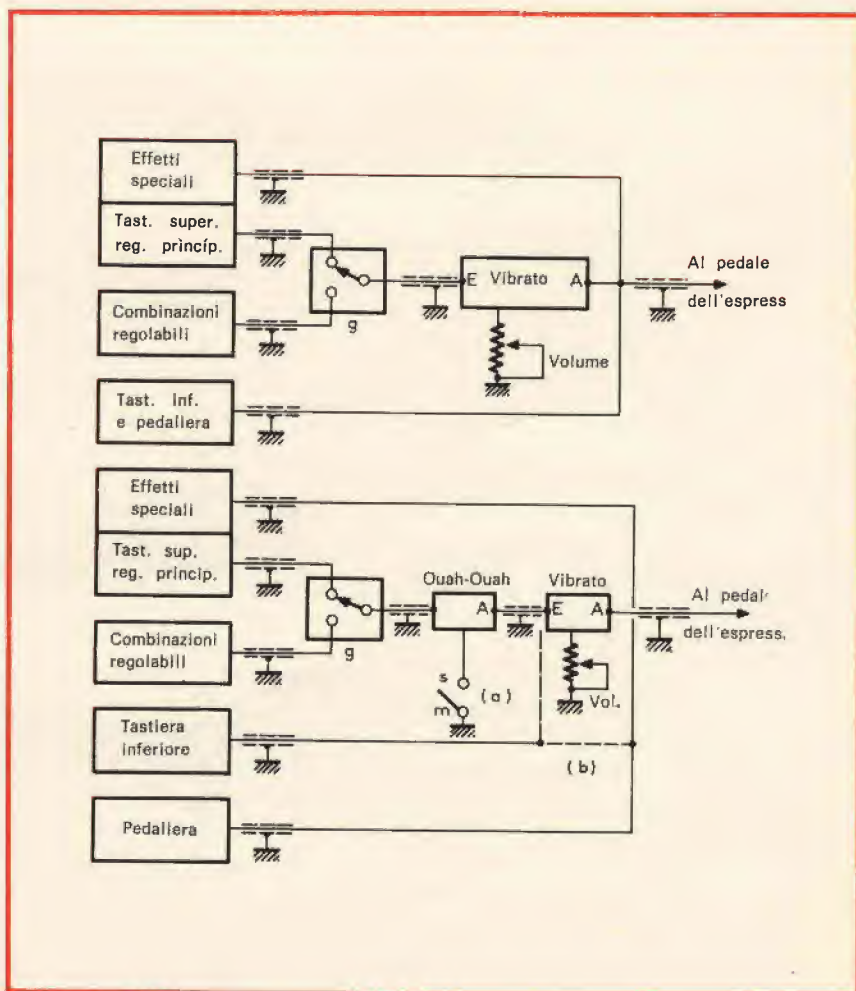 Effetti
speciali
Tast. super.
reg. princíp.
Combinazioni
regolabili
g
E Vibrato A
Volume
Al pedale
dell'espress
Tast. inf.
e pedaliera
Effetti
speciali
Tast. sup.
reg. princip.
Combinazioni
regolabili
g
Ouah-Ouah
A
Vibrato
E A
Al pedal
dell'espress.
s
(a)
m
Vol.
Tastiera
inferiore
(b)
Pedaliera